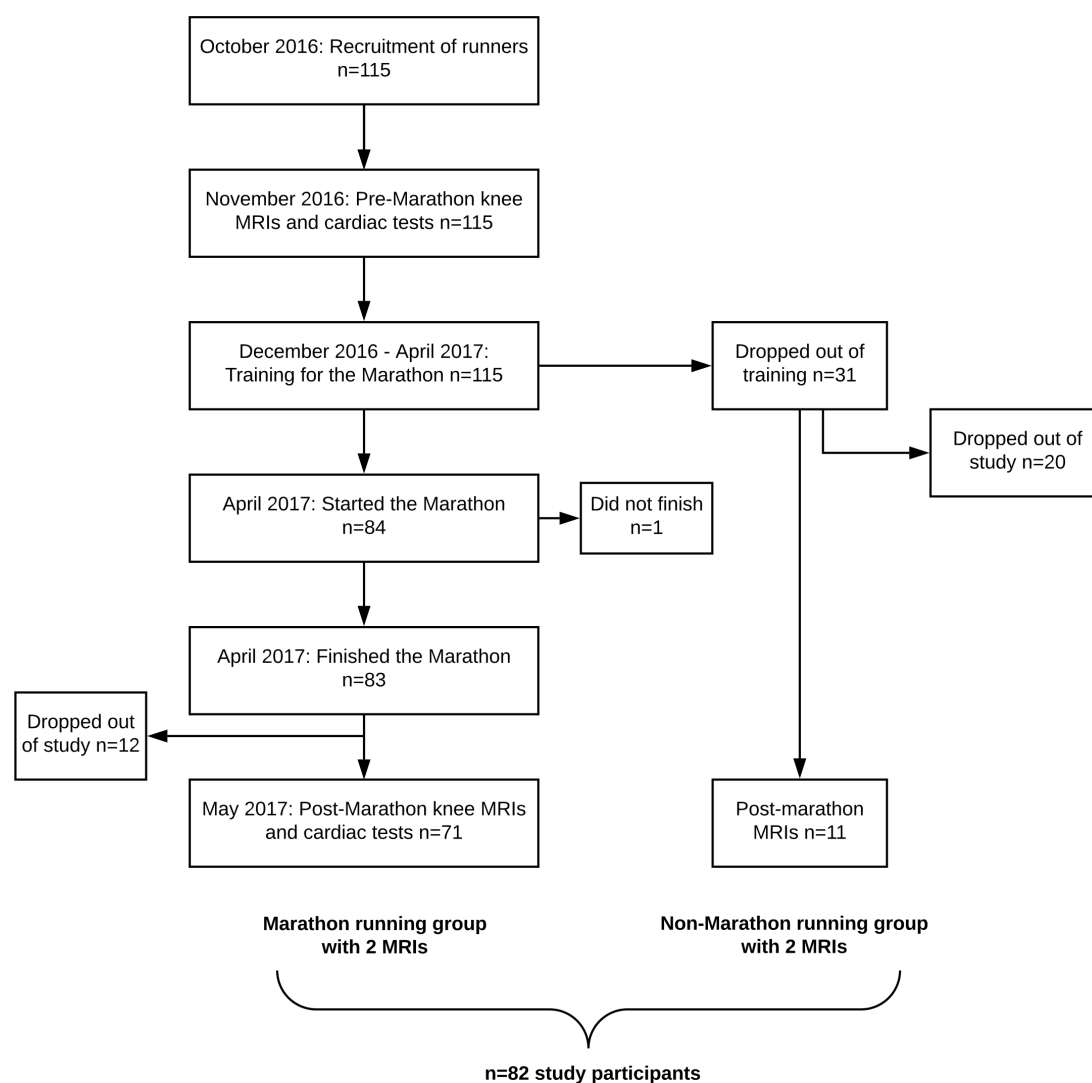 October 2016: Recruitment of runners
n=115
November 2016: Pre-Marathon knee
MRIs and cardiac tests n=115
December 2016 - April 2017:
Training for the Marathon n=115
Dropped out of
training n=31
Dropped out of
study n=20
April 2017: Started the Marathon
n=84
Did not finish
n=1
April 2017: Finished the Marathon
n=83
Dropped out
of study n=12
May 2017: Post-Marathon knee MRIs
and cardiac tests n=71
Post-marathon
MRIs n=11
Marathon running group
with 2 MRIs
Non-Marathon running group
with 2 MRIs
n=82 study participants